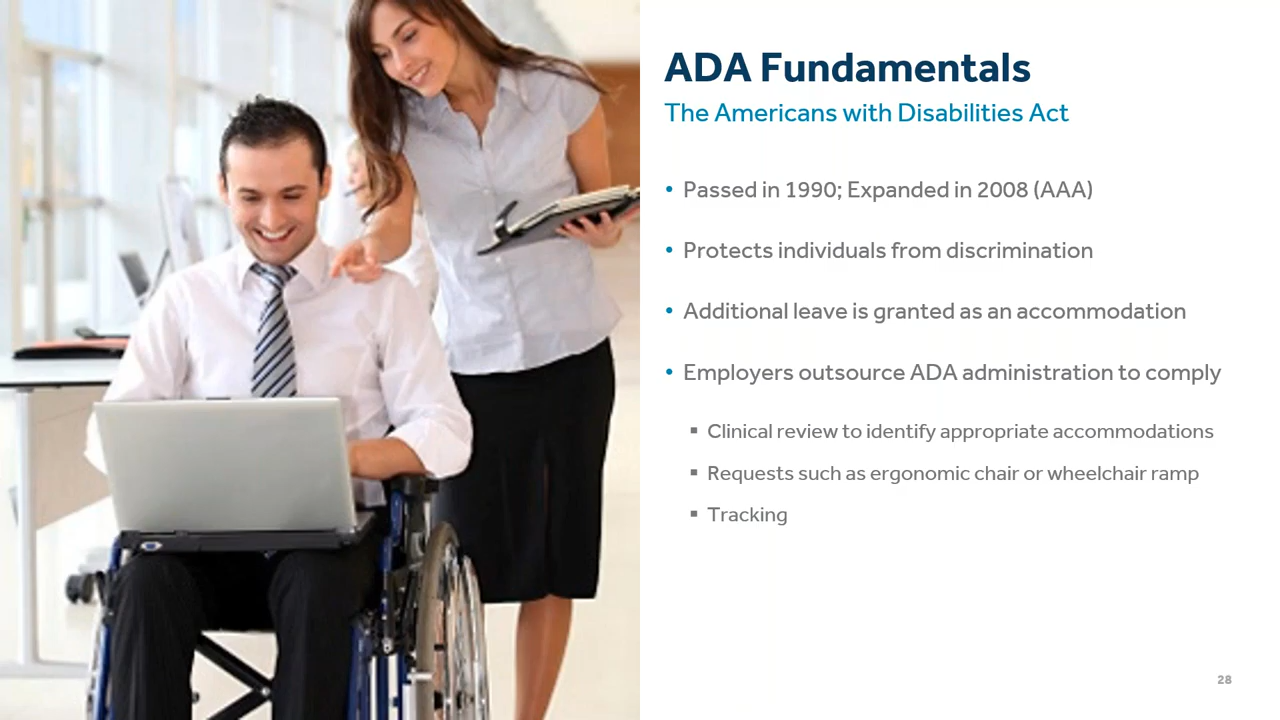 ADA Fundamentals
The Americans with Disabilities Act
• Passed in 1990; Expanded in 2008 (AAA)
• Protects individuals from discrimination
• Additional leave is granted as an accommodation
• Employers outsource ADA administration to comply
▪ Clinical review to identify appropriate accommodations
▪ Requests such as ergonomic chair or wheelchair ramp
▪ Tracking
28